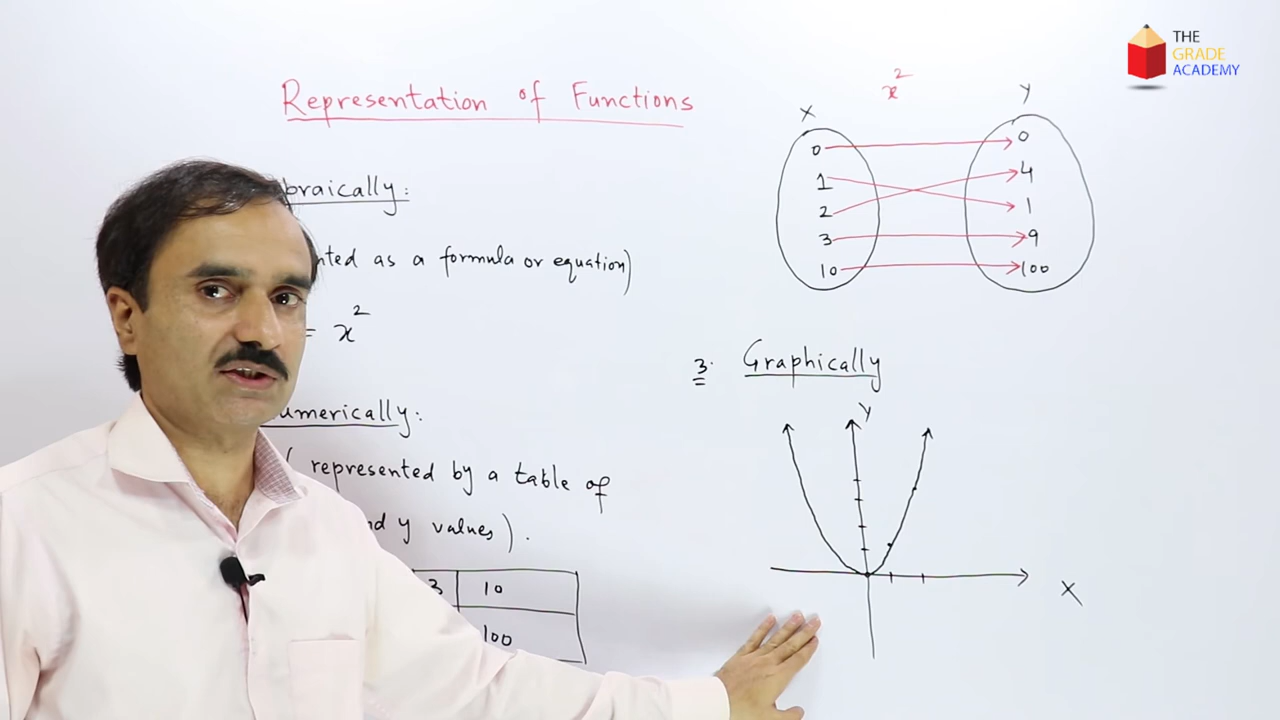 THE
GRADE
ACADEMY
Representation of Functions
braically:
nted as a formula or equation)
= x²
umerically:
( represented by a table of
nd y values).
3 10
100
x²
X Y
0 0
1 4
2 1
3 9
10 100
3. Graphically
Y
X